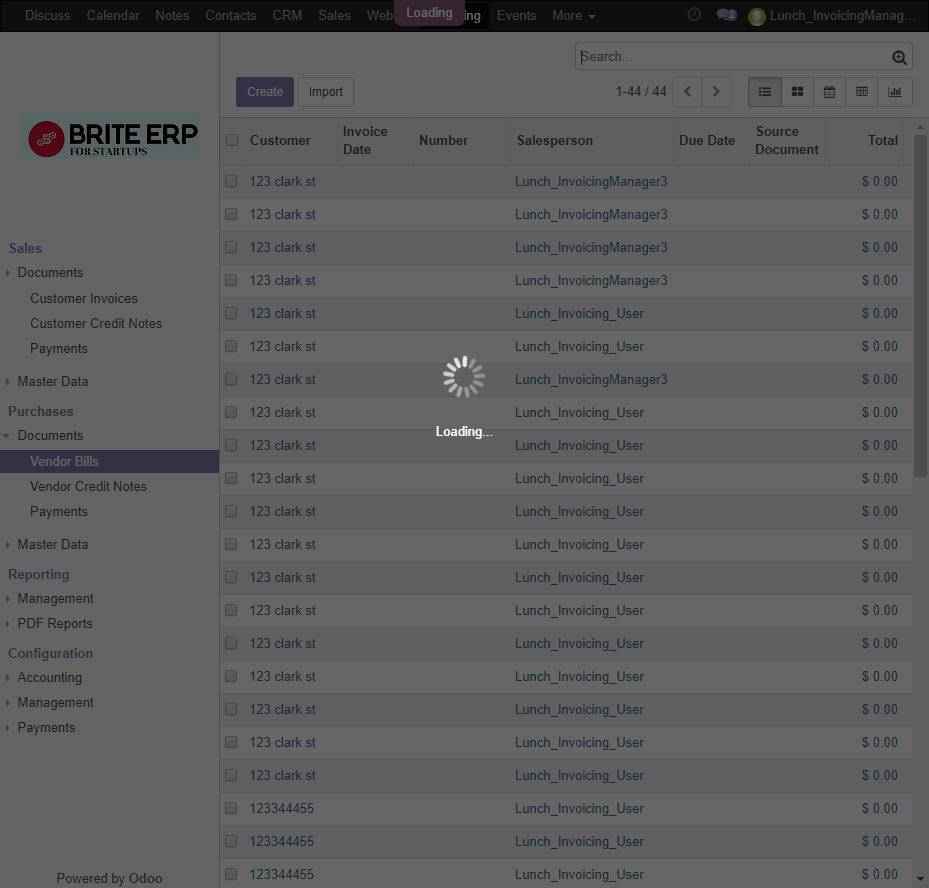 Discuss Calendar Notes Contacts CRM Sales Web Loading ng Events More 2 Lunch_InvoicingManag...
Search...
Create Import 1-44 / 44
BRITE ERP
FOR STARTUPS
Customer Invoice Date Number Salesperson Due Date Source Document Total
123 clark st Lunch_InvoicingManager3 $ 0.00
123 clark st Lunch_InvoicingManager3 $ 0.00
123 clark st Lunch_InvoicingManager3 $ 0.00
123 clark st Lunch_InvoicingManager3 $ 0.00
123 clark st Lunch_Invoicing_User $ 0.00
123 clark st Lunch_Invoicing_User $ 0.00
123 clark st Lunch_InvoicingManager3 $ 0.00
123 clark st Lunch_Invoicing_User $ 0.00
123 clark st Lunch_Invoicing_User $ 0.00
123 clark st Lunch_Invoicing_User $ 0.00
123 clark st Lunch_Invoicing_User $ 0.00
123 clark st Lunch_Invoicing_User $ 0.00
123 clark st Lunch_Invoicing_User $ 0.00
123 clark st Lunch_Invoicing_User $ 0.00
123 clark st Lunch_Invoicing_User $ 0.00
123 clark st Lunch_Invoicing_User $ 0.00
123 clark st Lunch_Invoicing_User $ 0.00
123 clark st Lunch_Invoicing_User $ 0.00
123 clark st Lunch_Invoicing_User $ 0.00
123344455 Lunch_Invoicing_User $ 0.00
123344455 Lunch_Invoicing_User $ 0.00
123344455 Lunch_Invoicing_User $ 0.00
Loading...
Sales
Documents
Customer Invoices
Customer Credit Notes
Payments
Master Data
Purchases
Documents
Vendor Bills
Vendor Credit Notes
Payments
Master Data
Reporting
Management
PDF Reports
Configuration
Accounting
Management
Payments
Powered by Odoo